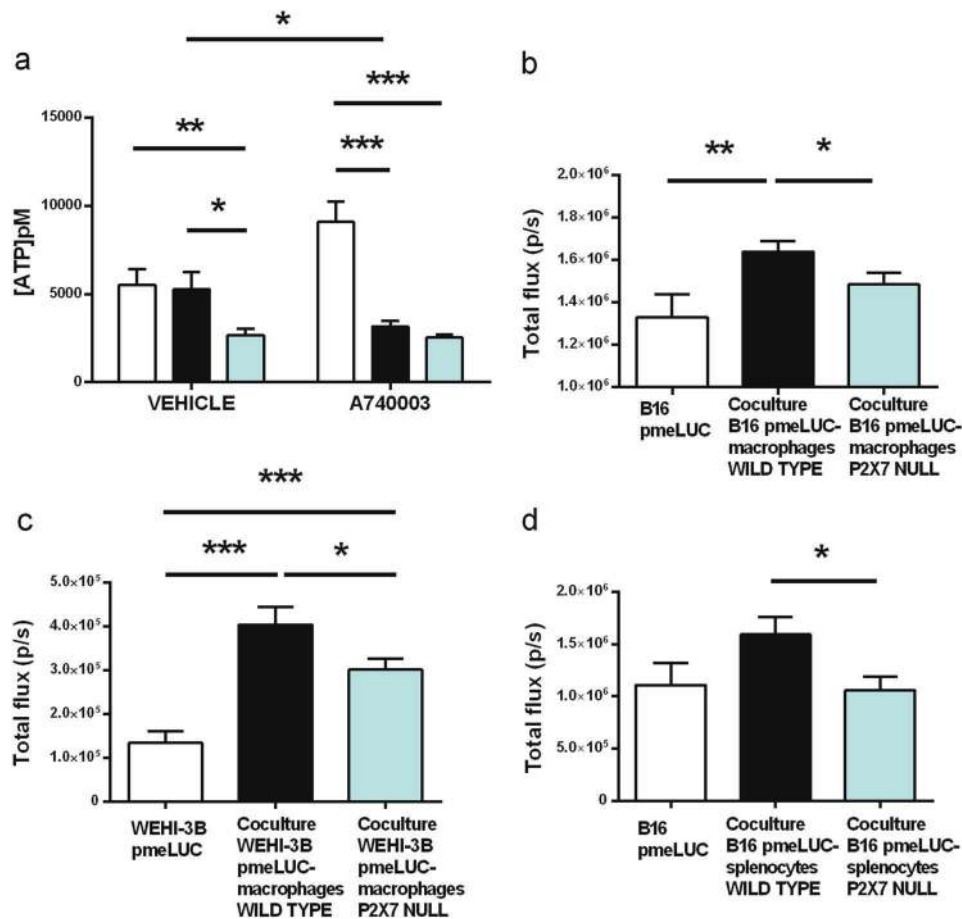 a
*
***
**
***
*
15000
10000
5000
0
[ATP]pM
VEHICLE
A740003
b
**
*
2.0×10⁶
1.8×10⁶
1.6×10⁶
1.4×10⁶
1.2×10⁶
1.0×10⁶
Total flux (p/s)
B16
pmeLUC
Coculture
B16 pmeLUC-
macrophages
WILD TYPE
Coculture
B16 pmeLUC-
macrophages
P2X7 NULL
c
***
***
*
5.0×10⁵
4.0×10⁵
3.0×10⁵
2.0×10⁵
1.0×10⁵
0
Total flux (p/s)
WEHI-3B
pmeLUC
Coculture
WEHI-3B
pmeLUC-
macrophages
WILD TYPE
Coculture
WEHI-3B
pmeLUC-
macrophages
P2X7 NULL
d
*
2.0×10⁶
1.5×10⁶
1.0×10⁶
5.0×10⁵
0
Total flux (p/s)
B16
pmeLUC
Coculture
B16 pmeLUC-
splenocytes
WILD TYPE
Coculture
B16 pmeLUC-
splenocytes
P2X7 NULL